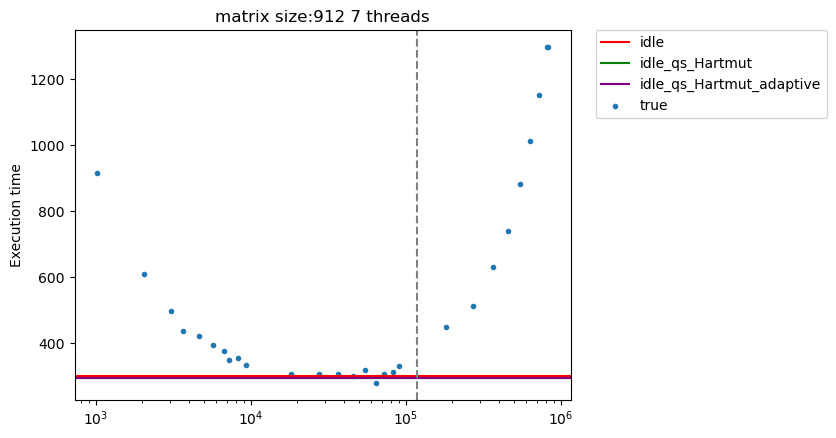 matrix size:912 7 threads
idle
idle_qs_Hartmut
idle_qs_Hartmut_adaptive
true
Execution time
1200
1000
800
600
400
10³
10⁴
10⁵
10⁶